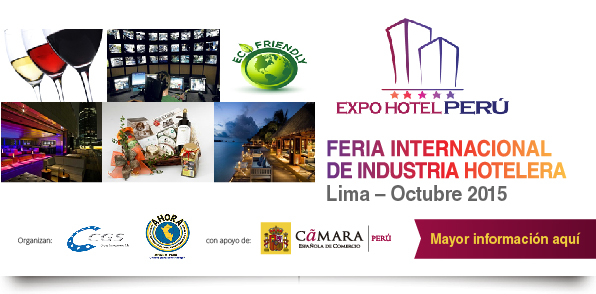 ECO FRIENDLY
EXPO HOTEL PERÚ
FERIA INTERNACIONAL
DE INDUSTRIA HOTELERA
Lima – Octubre 2015
Organizan:
AHORA
con apoyo de:
CÁMARA
ESPAÑOLA DE COMERCIO
PERÚ
Mayor información aquí